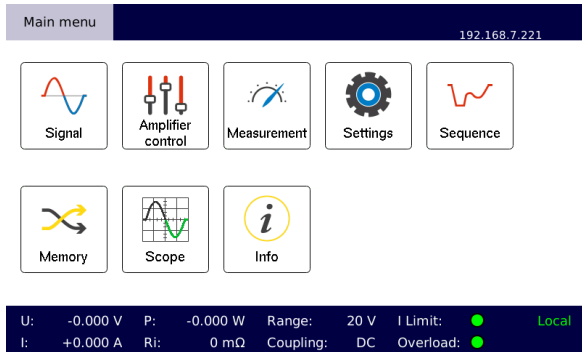 Main menu
192.168.7.221
Signal
Amplifier
control
Measurement
Settings
Sequence
Memory
Scope
i
Info
U: -0.000 V P: -0.000 W Range: 20 V I Limit: Local
I: +0.000 A Ri: 0 mΩ Coupling: DC Overload: